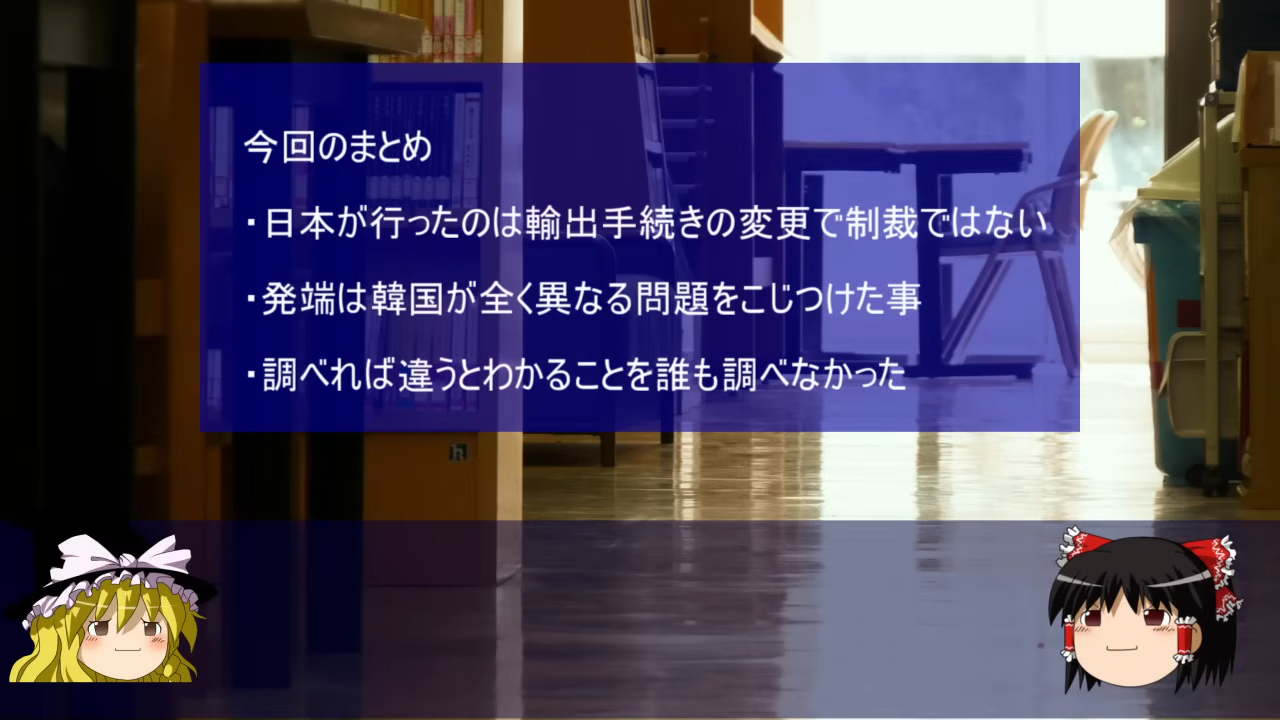 今回のまとめ
・日本が行ったのは輸出手続きの変更で制裁ではない
・発端は韓国が全く異なる問題をこじつけた事
・調べれば違うとわかることを誰も調べなかった
h